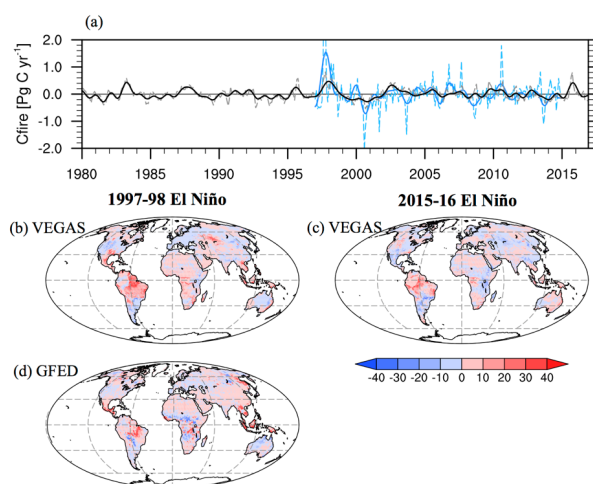 (a)
Cfire [Pg C yr⁻¹]
2.0
1.0
0.0
-1.0
-2.0
1980 1985 1990 1995 2000 2005 2010 2015
1997-98 El Niño 2015-16 El Niño
(b) VEGAS (c) VEGAS
(d) GFED
-40 -30 -20 -10 0 10 20 30 40